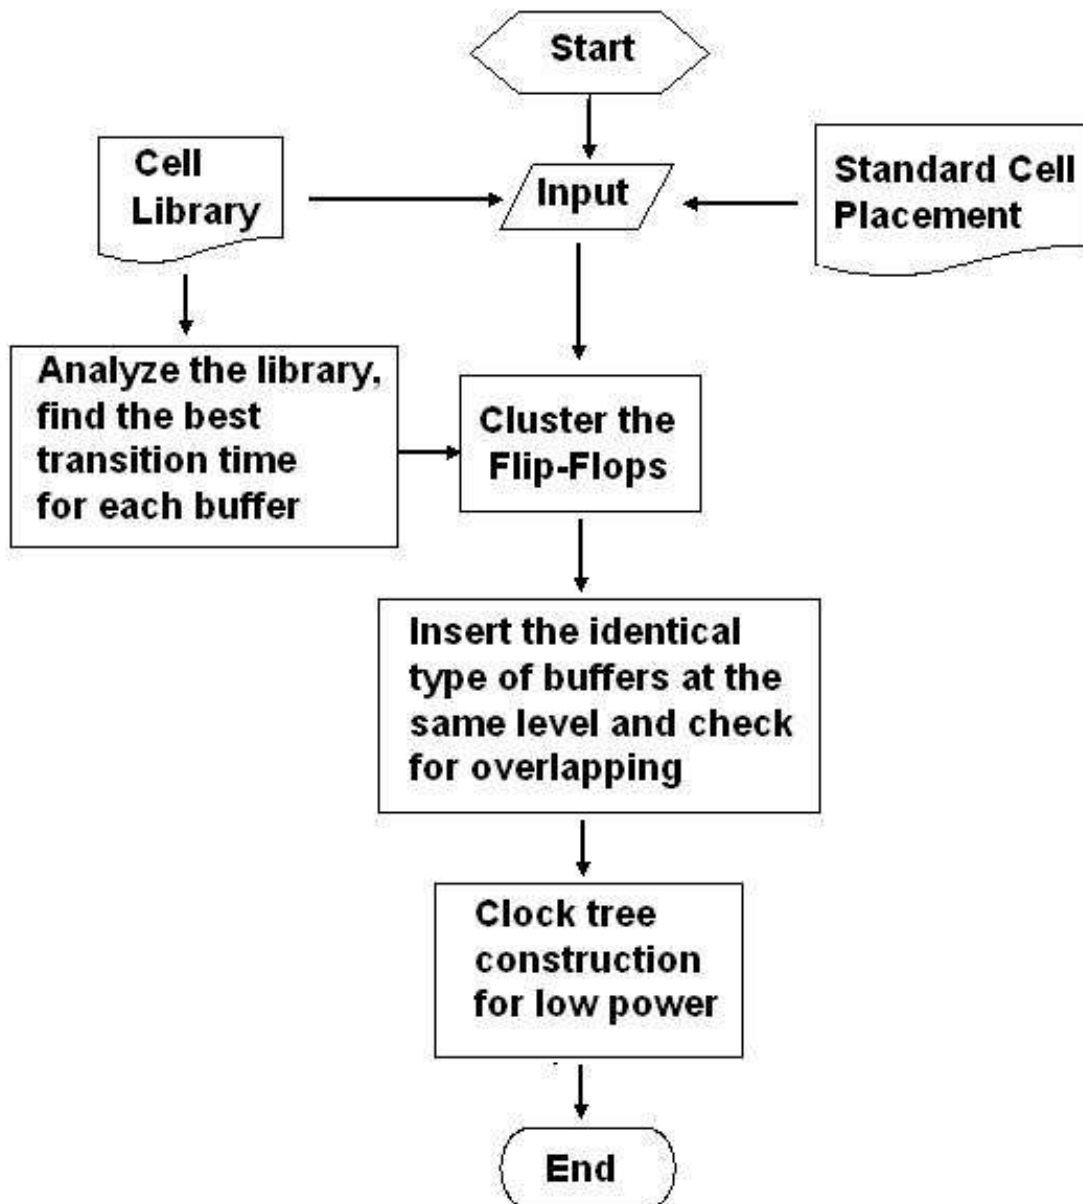 Start
Cell
Library
Input
Standard Cell
Placement
Analyze the library,
find the best
transition time
for each buffer
Cluster the
Flip-Flops
Insert the identical
type of buffers at the
same level and check
for overlapping
Clock tree
construction
for low power
End